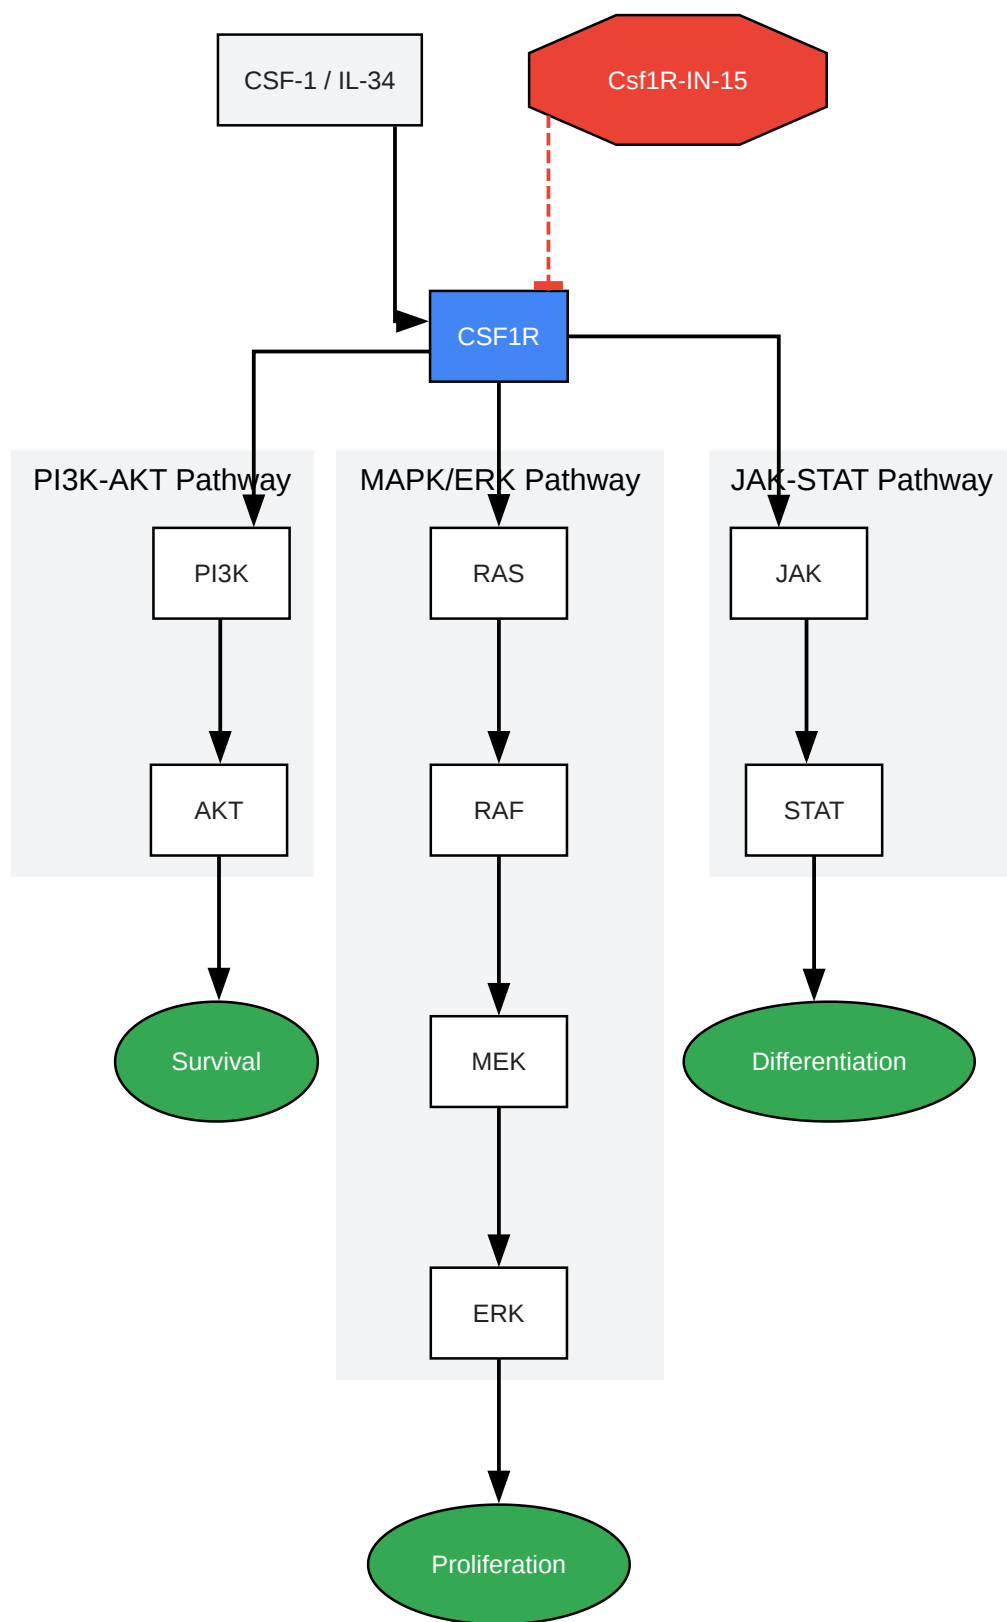 CSF-1 / IL-34
Csf1R-IN-15
CSF1R
PI3K-AKT Pathway
MAPK/ERK Pathway
JAK-STAT Pathway
PI3K
RAS
JAK
AKT
RAF
STAT
Survival
MEK
Differentiation
ERK
Proliferation